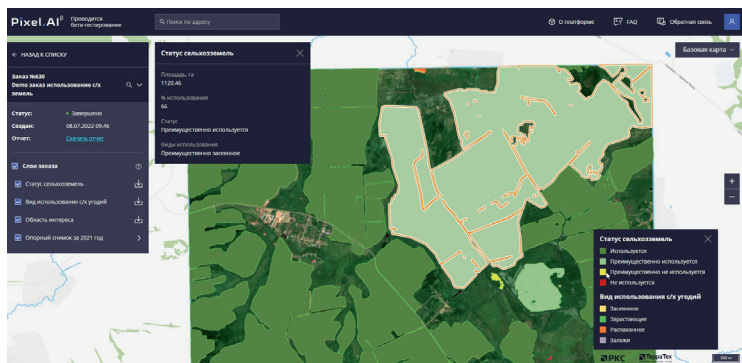 Pixel.AI β
Проводится
бета-тестирование
Поиск по адресу
О платформе
FAQ
Обратная связь
Базовая карта
НАЗАД К СПИСКУ
Заказ №630
Demo заказ использование с/х
земель
Статус: Завершено
Создан: 08.07.2022 09:46
Отчет: Скачать отчет
Слои заказа
Статус сельхозземель
Вид использования с/х угодий
Область интереса
Опорный снимок за 2021 год
Статус сельхозземель
Площадь, га
1120.46
% использования
66
Статус
Преимущественно используется
Виды использования
Преимущественно засеянное
Статус сельхозземель
Используется
Преимущественно используется
Преимущественно не используется
Не используется
Вид использования с/х угодий
Засеянное
Зарастающие
Распаханное
Залежи
РКС
ТерраТех
500 m